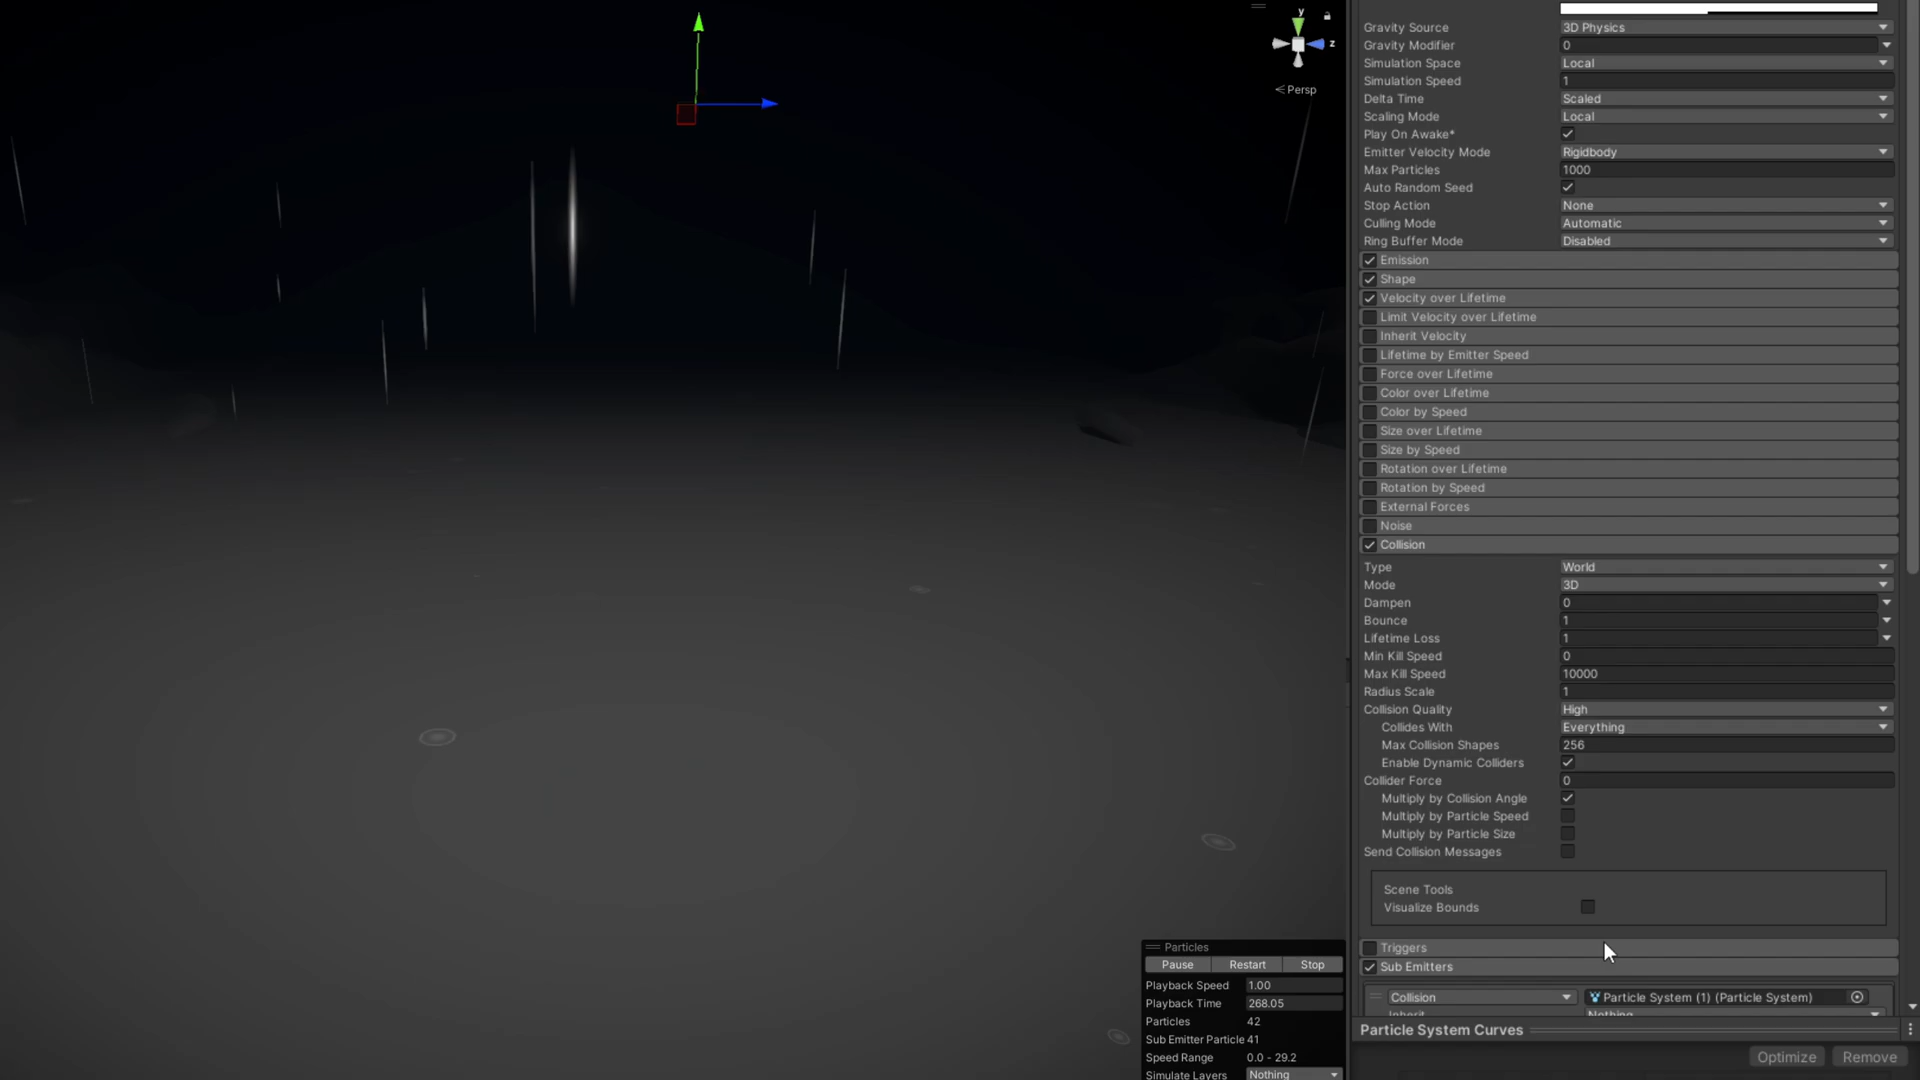 y
z
Persp
Gravity Source 3D Physics
Gravity Modifier 0
Simulation Space Local
Simulation Speed 1
Delta Time Scaled
Scaling Mode Local
Play On Awake*
Emitter Velocity Mode Rigidbody
Max Particles 1000
Auto Random Seed
Stop Action None
Culling Mode Automatic
Ring Buffer Mode Disabled
Emission
Shape
Velocity over Lifetime
Limit Velocity over Lifetime
Inherit Velocity
Lifetime by Emitter Speed
Force over Lifetime
Color over Lifetime
Color by Speed
Size over Lifetime
Size by Speed
Rotation over Lifetime
Rotation by Speed
External Forces
Noise
Collision
Type World
Mode 3D
Dampen 0
Bounce 1
Lifetime Loss 1
Min Kill Speed 0
Max Kill Speed 10000
Radius Scale 1
Collision Quality High
Collides With Everything
Max Collision Shapes 256
Enable Dynamic Colliders
Collider Force 0
Multiply by Collision Angle
Multiply by Particle Speed
Multiply by Particle Size
Send Collision Messages
Scene Tools
Visualize Bounds
Triggers
Sub Emitters
Collision Particle System (1) (Particle System)
Inherit Nothing
Particle System Curves
Optimize Remove
Particles
Pause Restart Stop
Playback Speed 1.00
Playback Time 268.05
Particles 42
Sub Emitter Particle 41
Speed Range 0.0 - 29.2
Simulate Layers Nothing